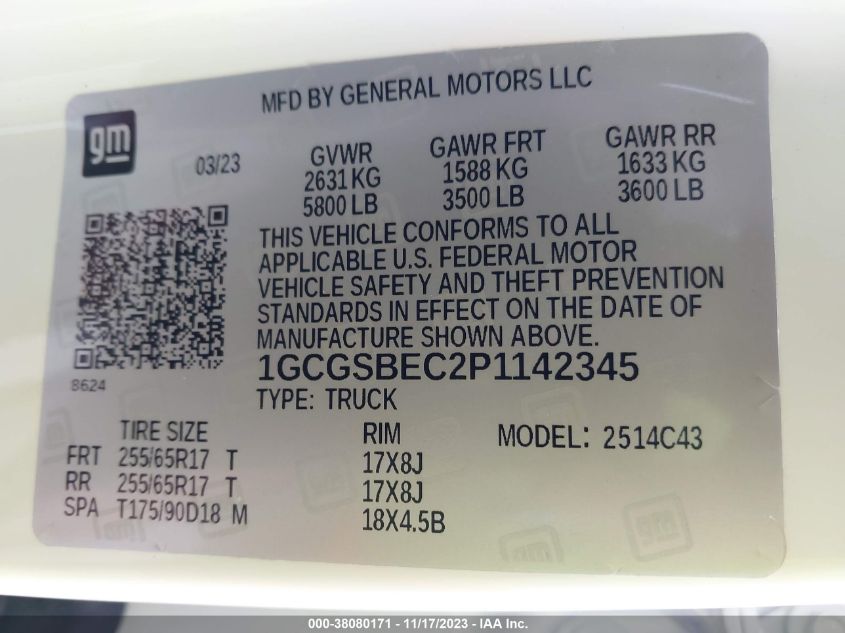 gm
MFD BY GENERAL MOTORS LLC
03/23
GVWR
2631 KG
5800 LB
GAWR FRT
1588 KG
3500 LB
GAWR RR
1633 KG
3600 LB
THIS VEHICLE CONFORMS TO ALL
APPLICABLE U.S. FEDERAL MOTOR
VEHICLE SAFETY AND THEFT PREVENTION
STANDARDS IN EFFECT ON THE DATE OF
MANUFACTURE SHOWN ABOVE.
8624
1GCGSBEC2P1142345
TYPE: TRUCK
TIRE SIZE RIM MODEL: 2514C43
FRT 255/65R17 T 17X8J
RR 255/65R17 T 17X8J
SPA T175/90D18 M 18X4.5B
000-38080171 - 11/17/2023 - IAA Inc.